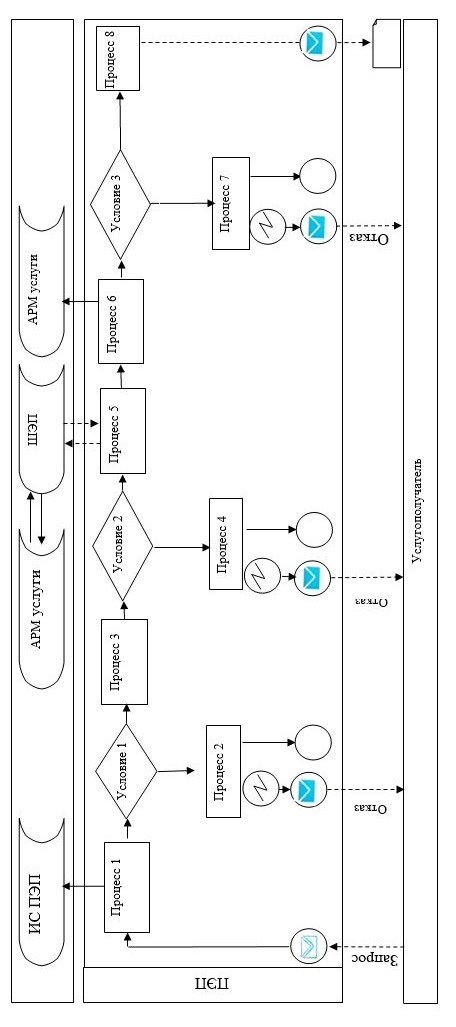 ИС ПЭП
АРМ услуги
ШЭП
АРМ услуги
ПЭП
Процесс 1
Условие 1
Процесс 3
Условие 2
Процесс 5
Процесс 6
Условие 3
Процесс 8
Процесс 2
Процесс 4
Процесс 7
Запрос
Отказ
Отказ
Отказ
Услугополучатель